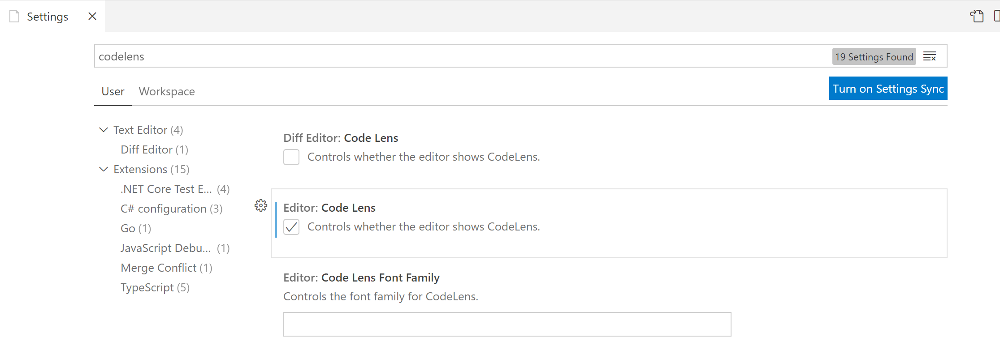 Settings
codelens
19 Settings Found
User Workspace
Turn on Settings Sync
Text Editor (4)
Diff Editor (1)
Extensions (15)
.NET Core Test E... (4)
C# configuration (3)
Go (1)
JavaScript Debu... (1)
Merge Conflict (1)
TypeScript (5)
Diff Editor: Code Lens
Controls whether the editor shows CodeLens.
Editor: Code Lens
Controls whether the editor shows CodeLens.
Editor: Code Lens Font Family
Controls the font family for CodeLens.